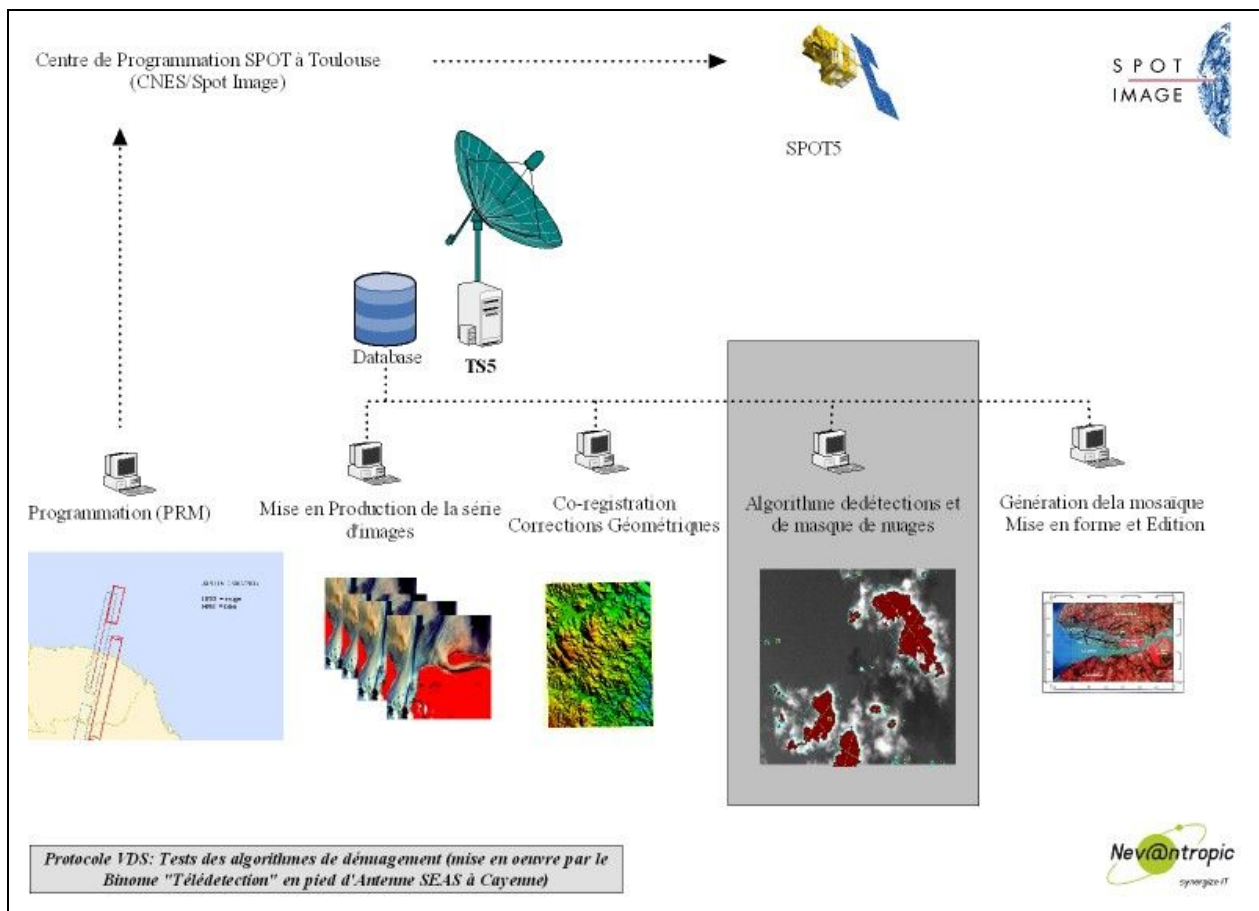 Centre de Programmation SPOT à Toulouse
(CNES/Spot Image)
SPOT
IMAGE
SPOT5
Database
TS5
Programmation (PRM)
Mise en Production de la série
d'images
Co-registration
Corrections Géométriques
Algorithme dedétections et
de masque de nuages
Génération dela mosaïque
Mise en forme et Edition
Protocole VDS: Tests des algorithmes de dénuagement (mise en oeuvre par le
Binome "Télédetection" en pied d'Antenne SEAS à Cayenne)
Nev@ntropic
synergize IT